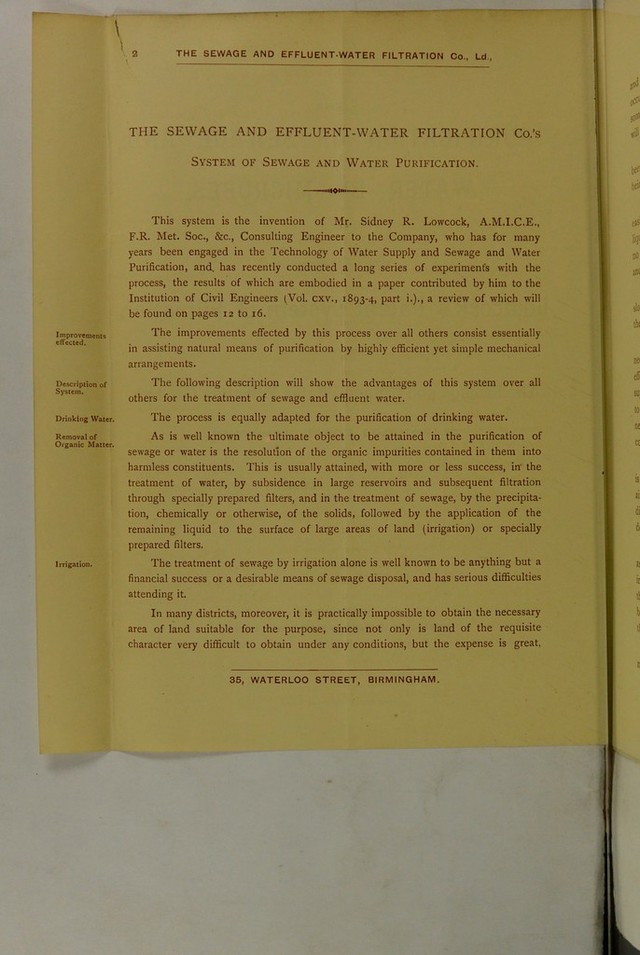 2 THE SEWAGE AND EFFLUENT-WATER FILTRATION Co., Ld.,
THE SEWAGE AND EFFLUENT-WATER FILTRATION Co.'s
System of Sewage and Water Purification.
This system is the invention of Mr. Sidney R. Lowcock, A.M.I.C.E.,
F.R. Met. Soc., &c., Consulting Engineer to the Company, who has for many
years been engaged in the Technology of Water Supply and Sewage and Water
Purification, and has recently conducted a long series of experiments with the
process, the results of which are embodied in a paper contributed by him to the
Institution of Civil Engineers (Vol. cxv., 1893-4, part i.)., a review of which will
be found on pages 12 to 16.
Improvements
effected.
The improvements effected by this process over all others consist essentially
in assisting natural means of purification by highly efficient yet simple mechanical
arrangements.
Description of
System.
The following description will show the advantages of this system over all
others for the treatment of sewage and effluent water.
Drinking Water.
The process is equally adapted for the purification of drinking water.
Removal of
Organic Matter.
As is well known the ultimate object to be attained in the purification of
sewage or water is the resolution of the organic impurities contained in them into
harmless constituents. This is usually attained, with more or less success, in the
treatment of water, by subsidence in large reservoirs and subsequent filtration
through specially prepared filters, and in the treatment of sewage, by the precipita-
tion, chemically or otherwise, of the solids, followed by the application of the
remaining liquid to the surface of large areas of land (irrigation) or specially
prepared filters.
Irrigation.
The treatment of sewage by irrigation alone is well known to be anything but a
financial success or a desirable means of sewage disposal, and has serious difficulties
attending it.
In many districts, moreover, it is practically impossible to obtain the necessary
area of land suitable for the purpose, since not only is land of the requisite
character very difficult to obtain under any conditions, but the expense is great.
35, WATERLOO STREET, BIRMINGHAM.